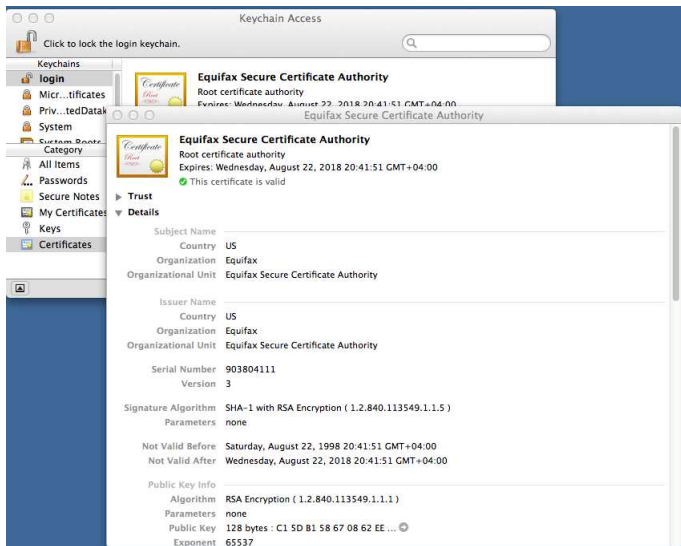 Keychain Access
Click to lock the login keychain.
Keychains
login
Micr...tificates
Priv...tedDatak
System
System Roots
Category
All Items
Passwords
Secure Notes
My Certificates
Keys
Certificates
Certificate
Root
Equifax Secure Certificate Authority
Root certificate authority
Expires: Wednesday, August 22, 2018 20:41:51 GMT+04:00
Equifax Secure Certificate Authority
Certificate
Root
Equifax Secure Certificate Authority
Root certificate authority
Expires: Wednesday, August 22, 2018 20:41:51 GMT+04:00
This certificate is valid
Trust
Details
Subject Name
Country US
Organization Equifax
Organizational Unit Equifax Secure Certificate Authority
Issuer Name
Country US
Organization Equifax
Organizational Unit Equifax Secure Certificate Authority
Serial Number 903804111
Version 3
Signature Algorithm SHA-1 with RSA Encryption ( 1.2.840.113549.1.1.5 )
Parameters none
Not Valid Before Saturday, August 22, 1998 20:41:51 GMT+04:00
Not Valid After Wednesday, August 22, 2018 20:41:51 GMT+04:00
Public Key Info
Algorithm RSA Encryption ( 1.2.840.113549.1.1.1 )
Parameters none
Public Key 128 bytes : C1 5D B1 58 67 08 62 EE ...
Exponent 65537